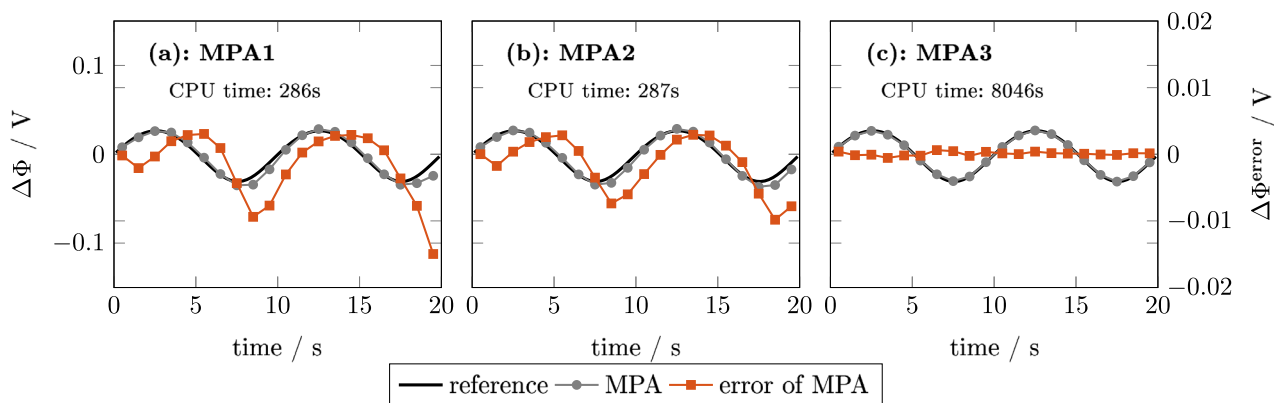 (a): MPA1
CPU time: 286s
(b): MPA2
CPU time: 287s
(c): MPA3
CPU time: 8046s
ΔΦ / V
0.1
0
−0.1
0.02
0.01
0
−0.01
−0.02
ΔΦ^error / V
0 5 10 15 20
0 5 10 15 20
0 5 10 15 20
time / s
time / s
time / s
reference MPA error of MPA